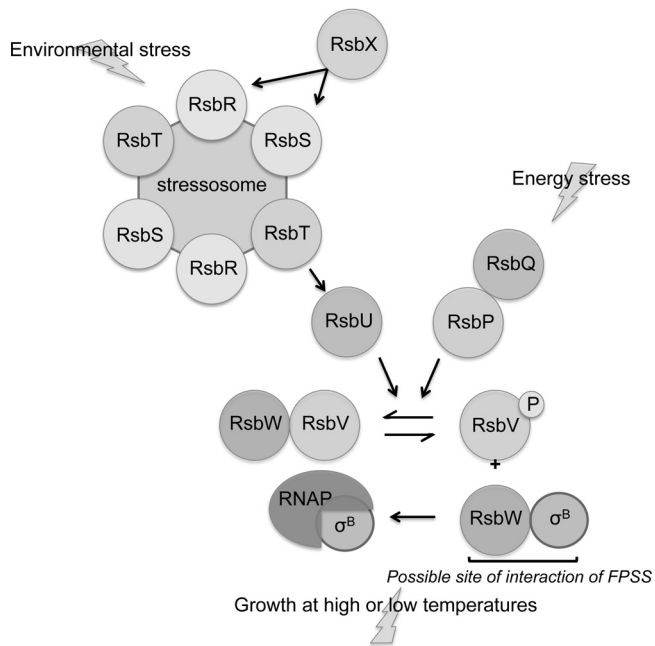 RsbX
Environmental stress
RsbR
RsbT
RsbS
stressosome
Energy stress
RsbS
RsbT
RsbR
RsbQ
RsbU
RsbP
P
RsbW
RsbV
RsbV
+
RNAP
σᴮ
RsbW
σᴮ
Possible site of interaction of FPSS
Growth at high or low temperatures